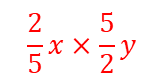 2/5 x × 5/2 y